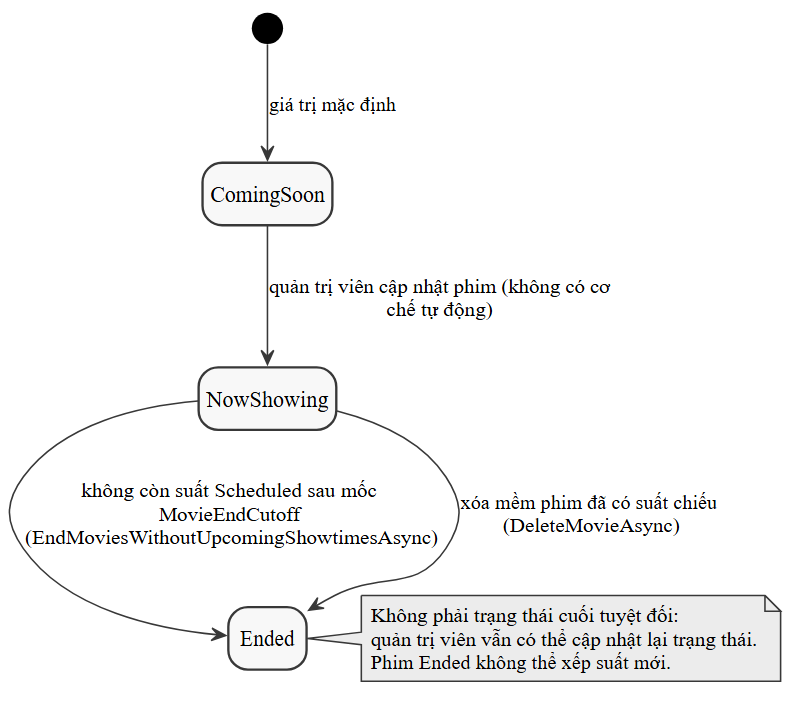 giá trị mặc định
ComingSoon
quản trị viên cập nhật phim (không có cơ
chế tự động)
NowShowing
không còn suất Scheduled sau mốc
MovieEndCutoff
(EndMoviesWithoutUpcomingShowtimesAsync)
xóa mềm phim đã có suất chiếu
(DeleteMovieAsync)
Ended
Không phải trạng thái cuối tuyệt đối:
quản trị viên vẫn có thể cập nhật lại trạng thái.
Phim Ended không thể xếp suất mới.